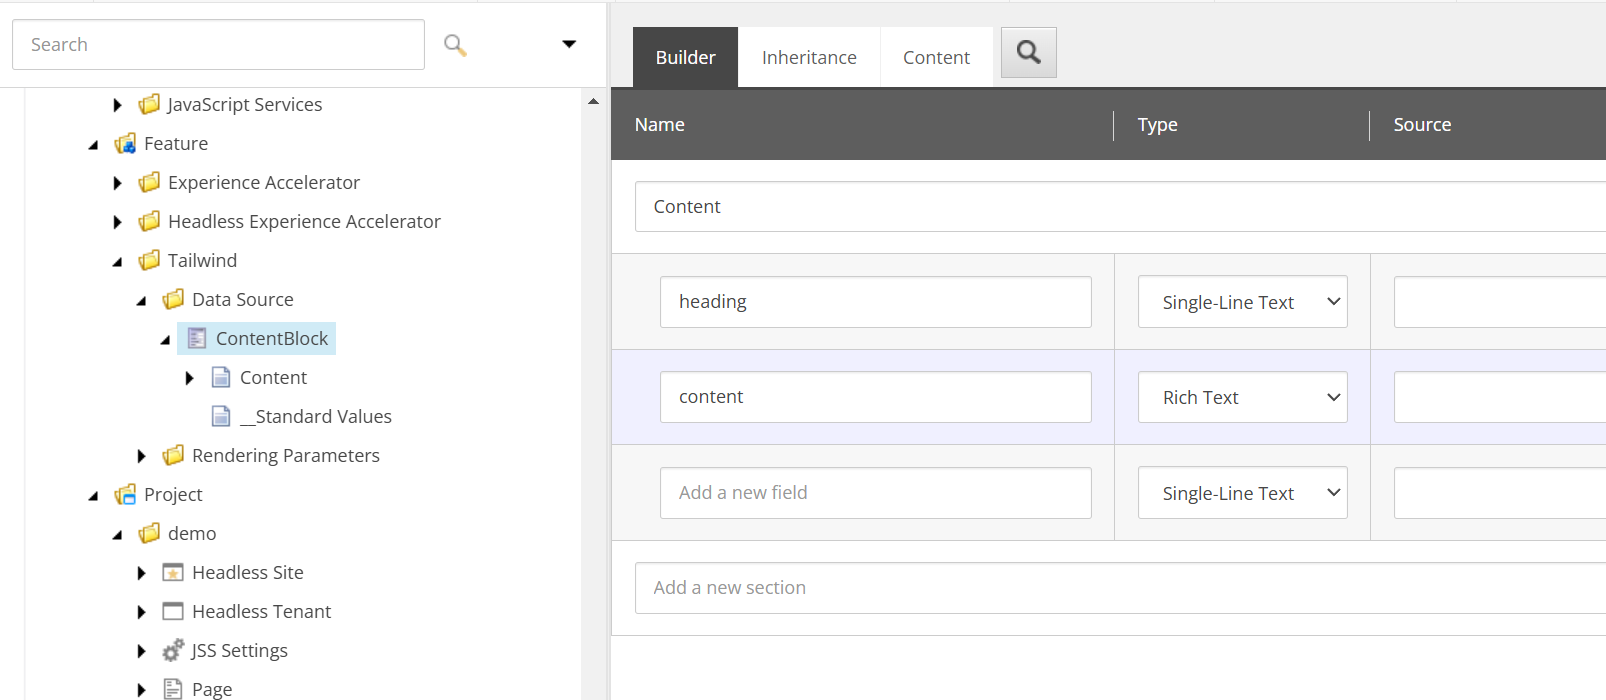 Search
JavaScript Services
Feature
Experience Accelerator
Headless Experience Accelerator
Tailwind
Data Source
ContentBlock
Content
__Standard Values
Rendering Parameters
Project
demo
Headless Site
Headless Tenant
JSS Settings
Page
Builder Inheritance Content
Name Type Source
Content
heading Single-Line Text
content Rich Text
Add a new field Single-Line Text
Add a new section